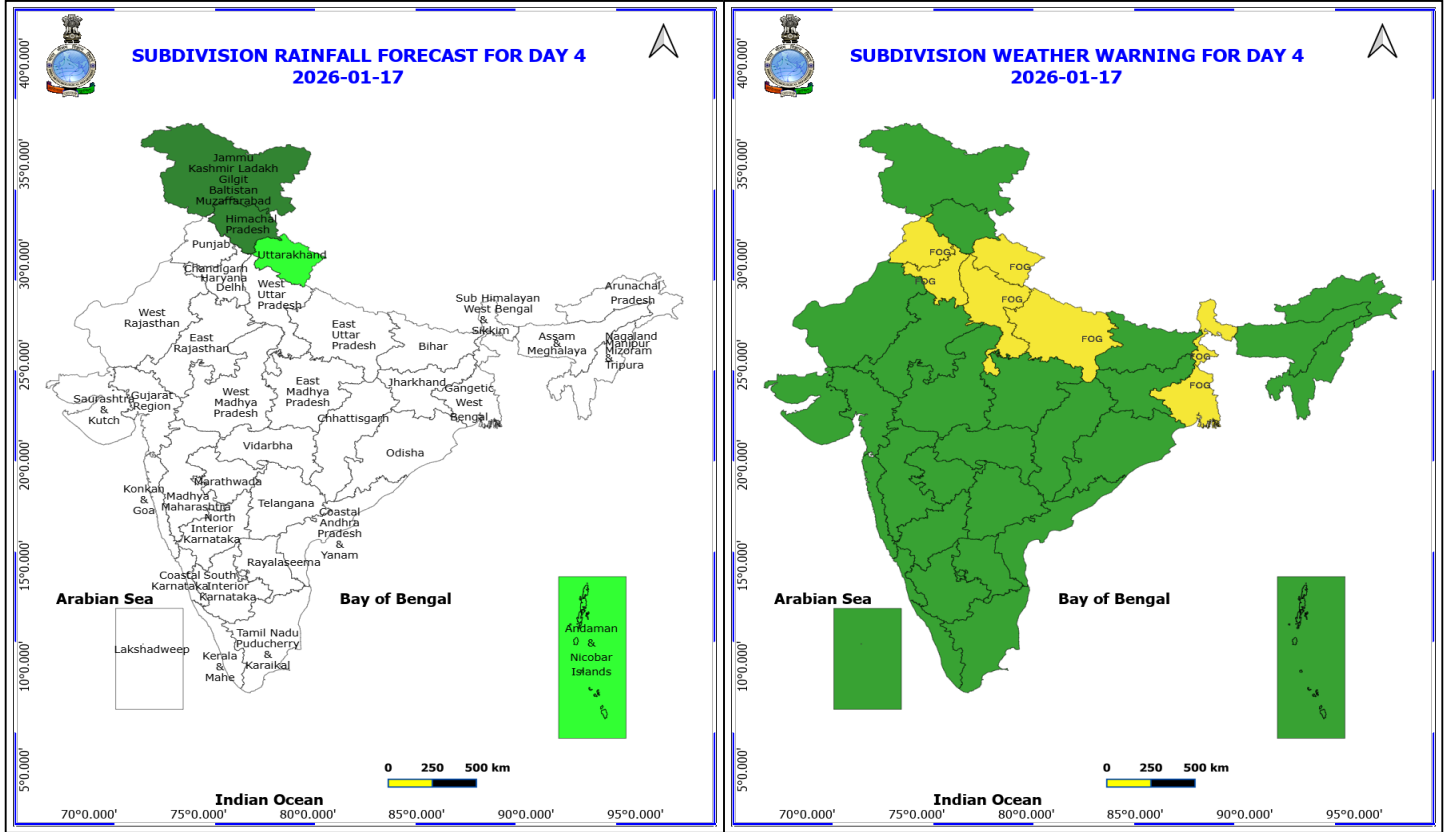 SUBDIVISION RAINFALL FORECAST FOR DAY 4
2026-01-17
40°0.000'
35°0.000'
30°0.000'
25°0.000'
20°0.000'
15°0.000'
10°0.000'
5°0.000'
Jammu
Kashmir Ladakh
Gilgit
Baltistan
Muzaffarabad
Himachal
Pradesh
Punjab
Uttarakhand
Chandigarh
Haryana
Delhi
West
Uttar
Pradesh
West
Rajasthan
East
Rajasthan
East
Uttar
Pradesh
Bihar
Sub Himalayan
West Bengal
&
Sikkim
Arunachal
Pradesh
Assam
&
Meghalaya
Nagaland
Manipur
Mizoram
&
Tripura
Saurashtra
&
Kutch
Gujarat
Region
West
Madhya
Pradesh
East
Madhya
Pradesh
Jharkhand
Gangetic
West
Bengal
Chhattisgarh
Vidarbha
Odisha
Konkan
&
Goa
Madhya
Maharashtra
Marathwada
Telangana
North
Interior
Karnataka
Coastal
Andhra
Pradesh
&
Yanam
Rayalaseema
Coastal
Karnataka
South
Interior
Karnataka
Arabian Sea
Bay of Bengal
Lakshadweep
Kerala
&
Mahe
Tamil Nadu
Puducherry
&
Karaikal
Andaman
&
Nicobar
Islands
0 250 500 km
Indian Ocean
70°0.000' 75°0.000' 80°0.000' 85°0.000' 90°0.000' 95°0.000'
SUBDIVISION WEATHER WARNING FOR DAY 4
2026-01-17
40°0.000'
35°0.000'
30°0.000'
25°0.000'
20°0.000'
15°0.000'
10°0.000'
5°0.000'
FOG
FOG
FOG
FOG
FOG
FOG
FOG
Arabian Sea
Bay of Bengal
0 250 500 km
Indian Ocean
70°0.000' 75°0.000' 80°0.000' 85°0.000' 90°0.000' 95°0.000'